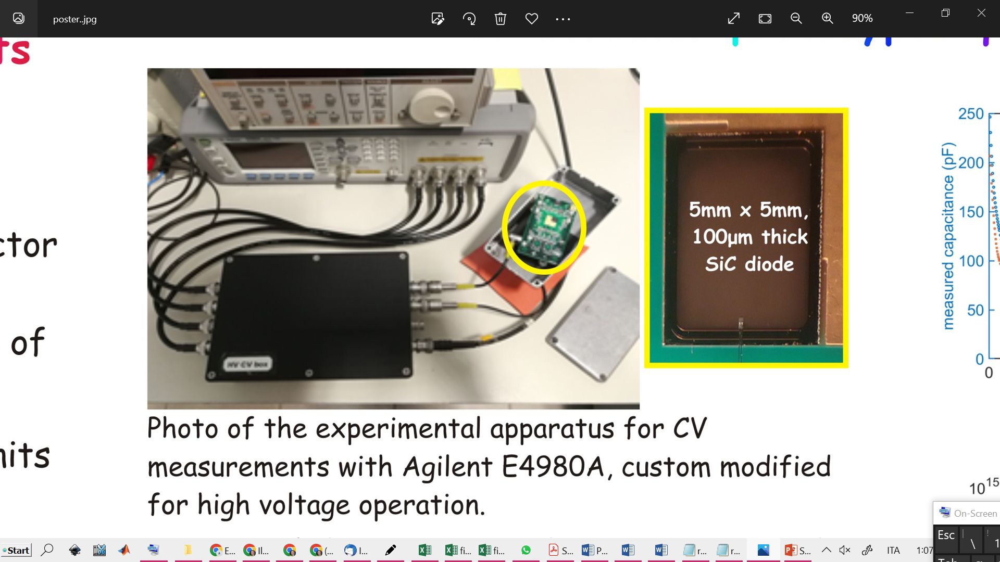 poster..jpg
90%
ts
ctor
of
nits
HV-CV box
5mm x 5mm,
100µm thick
SiC diode
measured capacitance (pF)
250
200
150
100
50
0
0
10^15
Photo of the experimental apparatus for CV
measurements with Agilent E4980A, custom modified
for high voltage operation.
On-Screen
Esc
|
\
!
1
Start
E...
Il...
(...
I...
fi...
fi...
S...
P...
r...
r...
S...
ITA
1:07